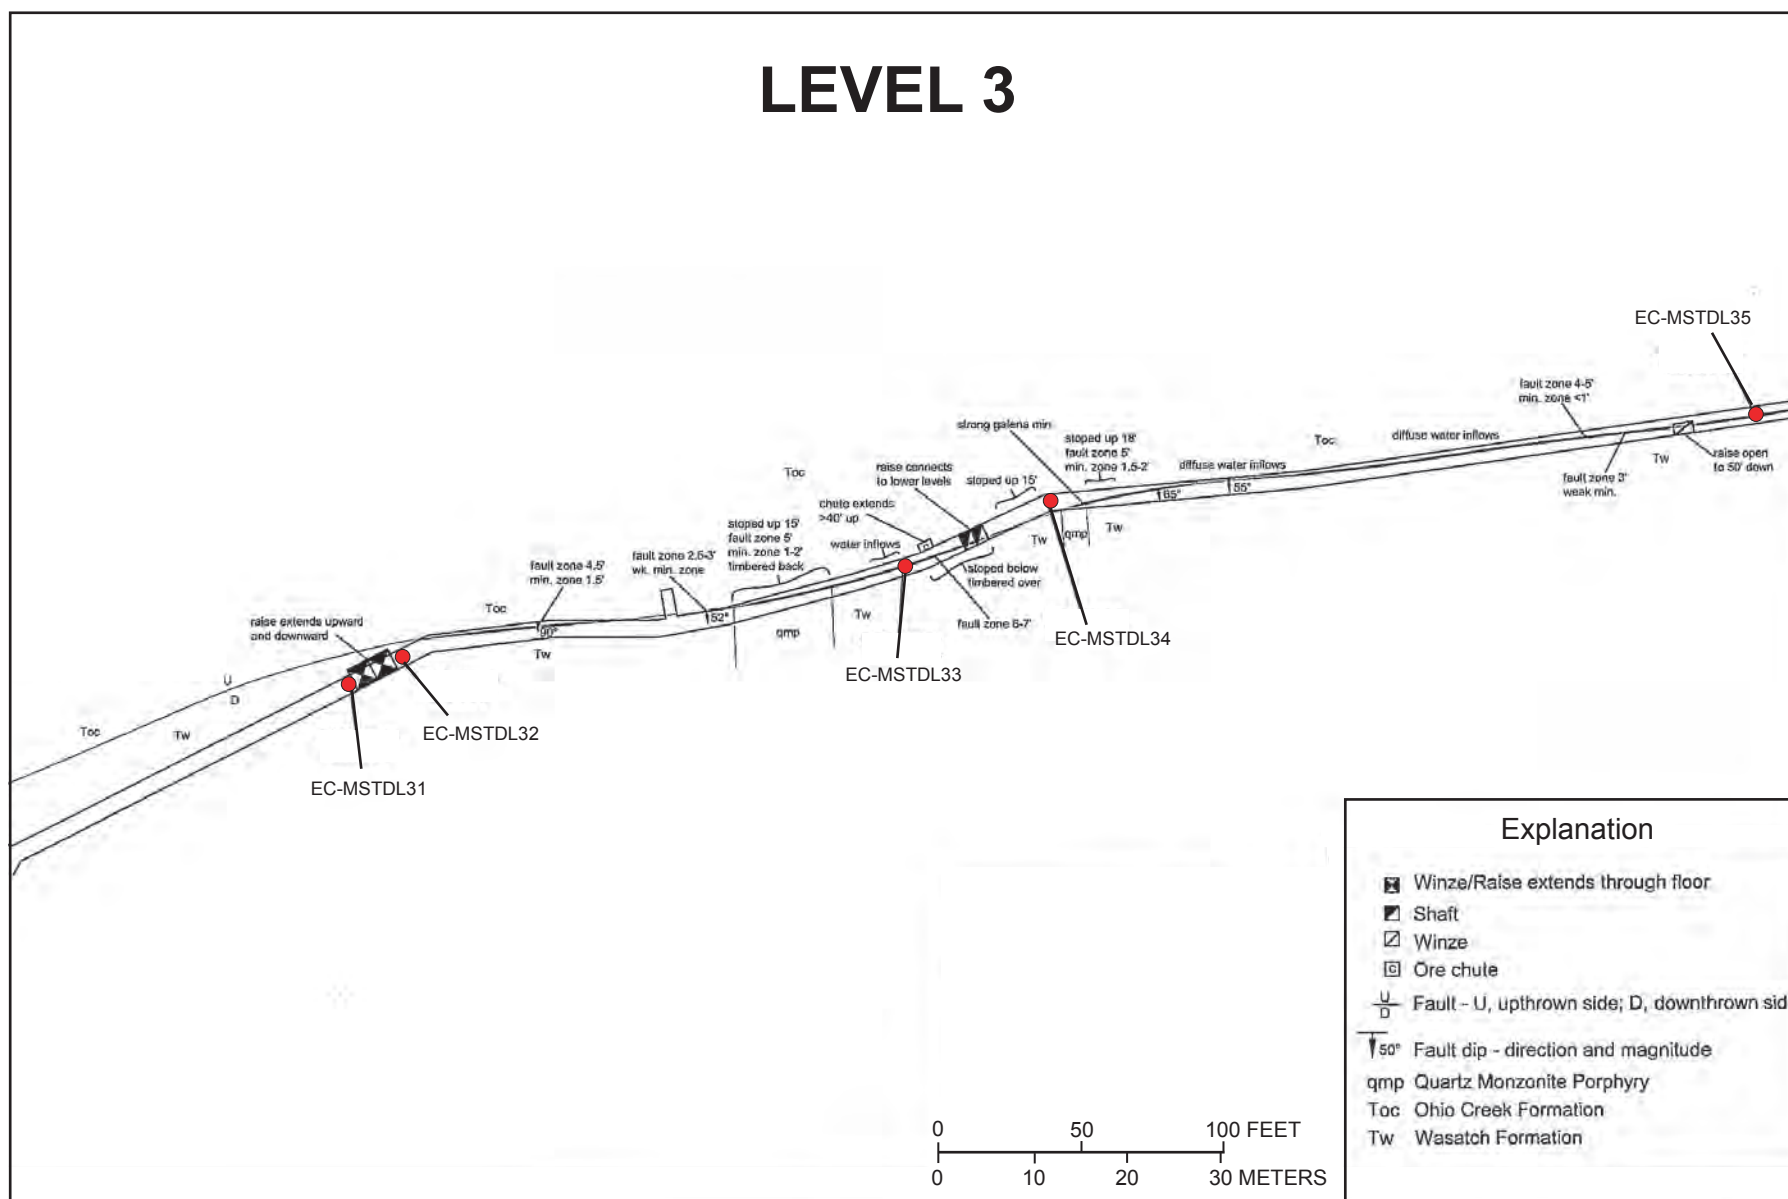 LEVEL 3
EC-MSTDL35
fault zone 4-5'
min. zone <1'
strong galena min
stoped up 18'
fault zone 5'
min. zone 1.5-2'
Toc
diffuse water inflows
Tw
raise open
to 50' down
fault zone 3'
weak min.
Toc
raise connects
to lower levels
stoped up 15'
diffuse water inflows
65°
55°
chute extends
>40' up
C
water inflows
stoped up 15'
fault zone 5'
min. zone 1-2'
timbered back
Tw
qmp
Tw
stoped below
timbered over
fault zone 2.5-3'
wk. min. zone
fault zone 4.5'
min. zone 1.5'
Toc
90°
52°
Tw
qmp
Tw
fault zone 6-7'
EC-MSTDL34
EC-MSTDL33
raise extends upward
and downward
U
D
Toc
Tw
EC-MSTDL32
EC-MSTDL31
Explanation
Winze/Raise extends through floor
Shaft
Winze
C Ore chute
U
D
Fault - U, upthrown side; D, downthrown sid
50° Fault dip - direction and magnitude
qmp Quartz Monzonite Porphyry
Toc Ohio Creek Formation
Tw Wasatch Formation
0 50 100 FEET
0 10 20 30 METERS